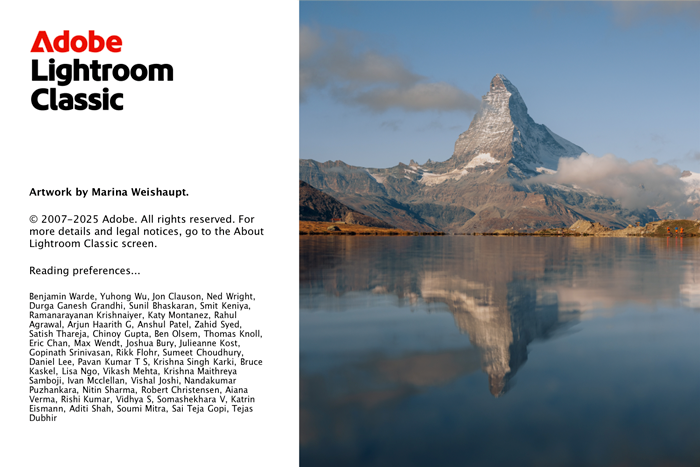 Adobe
Lightroom
Classic
Artwork by Marina Weishaupt.
© 2007-2025 Adobe. All rights reserved. For
more details and legal notices, go to the About
Lightroom Classic screen.
Reading preferences...
Benjamin Warde, Yuhong Wu, Jon Clauson, Ned Wright,
Durga Ganesh Grandhi, Sunil Bhaskaran, Smit Keniya,
Ramanarayanan Krishnaiyer, Katy Montanez, Rahul
Agrawal, Arjun Haarith G, Anshul Patel, Zahid Syed,
Satish Thareja, Chinoy Gupta, Ben Olsem, Thomas Knoll,
Eric Chan, Max Wendt, Joshua Bury, Julieanne Kost,
Gopinath Srinivasan, Rikk Flohr, Sumeet Choudhury,
Daniel Lee, Pavan Kumar T S, Krishna Singh Karki, Bruce
Kaskel, Lisa Ngo, Vikash Mehta, Krishna Maithreya
Samboji, Ivan Mcclellan, Vishal Joshi, Nandakumar
Puzhankara, Nitin Sharma, Robert Christensen, Aiana
Verma, Rishi Kumar, Vidhya S, Somashekhara V, Katrin
Eismann, Aditi Shah, Soumi Mitra, Sai Teja Gopi, Tejas
Dubhir